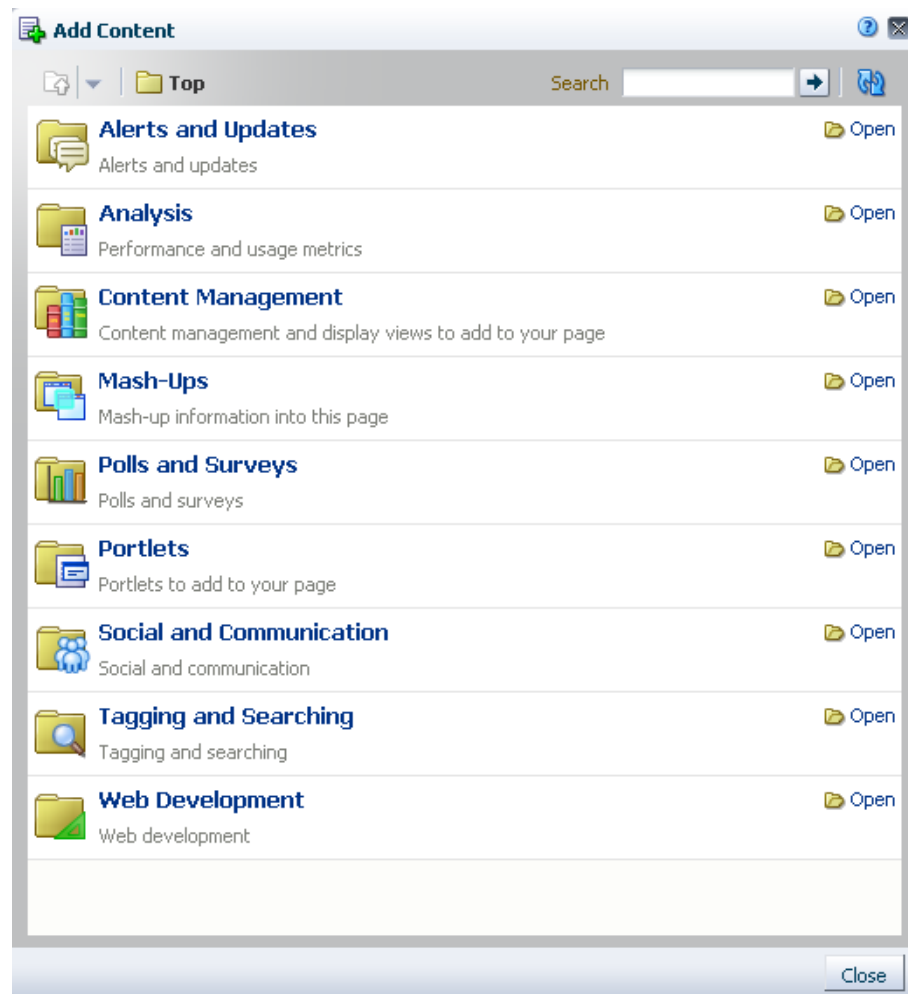 Add Content
Top Search
Alerts and Updates Open
Alerts and updates
Analysis Open
Performance and usage metrics
Content Management Open
Content management and display views to add to your page
Mash-Ups Open
Mash-up information into this page
Polls and Surveys Open
Polls and surveys
Portlets Open
Portlets to add to your page
Social and Communication Open
Social and communication
Tagging and Searching Open
Tagging and searching
Web Development Open
Web development
Close